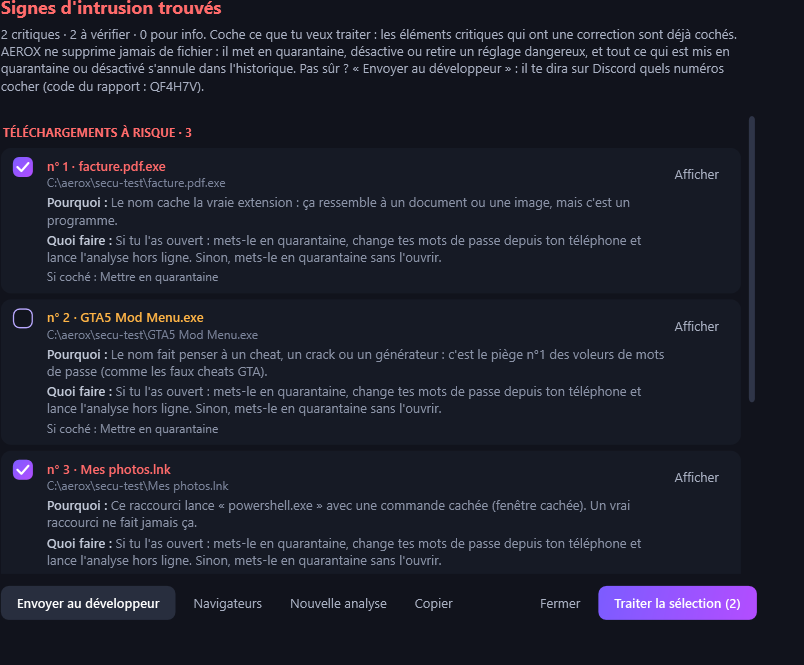 Signes d'intrusion trouvés
2 critiques · 2 à vérifier · 0 pour info. Coche ce que tu veux traiter : les éléments critiques qui ont une correction sont déjà cochés.
AEROX ne supprime jamais de fichier : il met en quarantaine, désactive ou retire un réglage dangereux, et tout ce qui est mis en
quarantaine ou désactivé s'annule dans l'historique. Pas sûr ? « Envoyer au développeur » : il te dira sur Discord quels numéros
cocher (code du rapport : QF4H7V).
TÉLÉCHARGEMENTS À RISQUE · 3
n° 1 · facture.pdf.exe
Afficher
C:\aerox\secu-test\facture.pdf.exe
Pourquoi : Le nom cache la vraie extension : ça ressemble à un document ou une image, mais c'est un
programme.
Quoi faire : Si tu l'as ouvert : mets-le en quarantaine, change tes mots de passe depuis ton téléphone et
lance l'analyse hors ligne. Sinon, mets-le en quarantaine sans l'ouvrir.
Si coché : Mettre en quarantaine
n° 2 · GTA5 Mod Menu.exe
Afficher
C:\aerox\secu-test\GTA5 Mod Menu.exe
Pourquoi : Le nom fait penser à un cheat, un crack ou un générateur : c'est le piège n°1 des voleurs de mots
de passe (comme les faux cheats GTA).
Quoi faire : Si tu l'as ouvert : mets-le en quarantaine, change tes mots de passe depuis ton téléphone et
lance l'analyse hors ligne. Sinon, mets-le en quarantaine sans l'ouvrir.
Si coché : Mettre en quarantaine
n° 3 · Mes photos.lnk
Afficher
C:\aerox\secu-test\Mes photos.lnk
Pourquoi : Ce raccourci lance « powershell.exe » avec une commande cachée (fenêtre cachée). Un vrai
raccourci ne fait jamais ça.
Quoi faire : Si tu l'as ouvert : mets-le en quarantaine, change tes mots de passe depuis ton téléphone et
lance l'analyse hors ligne. Sinon, mets-le en quarantaine sans l'ouvrir.
Envoyer au développeur
Navigateurs
Nouvelle analyse
Copier
Fermer
Traiter la sélection (2)